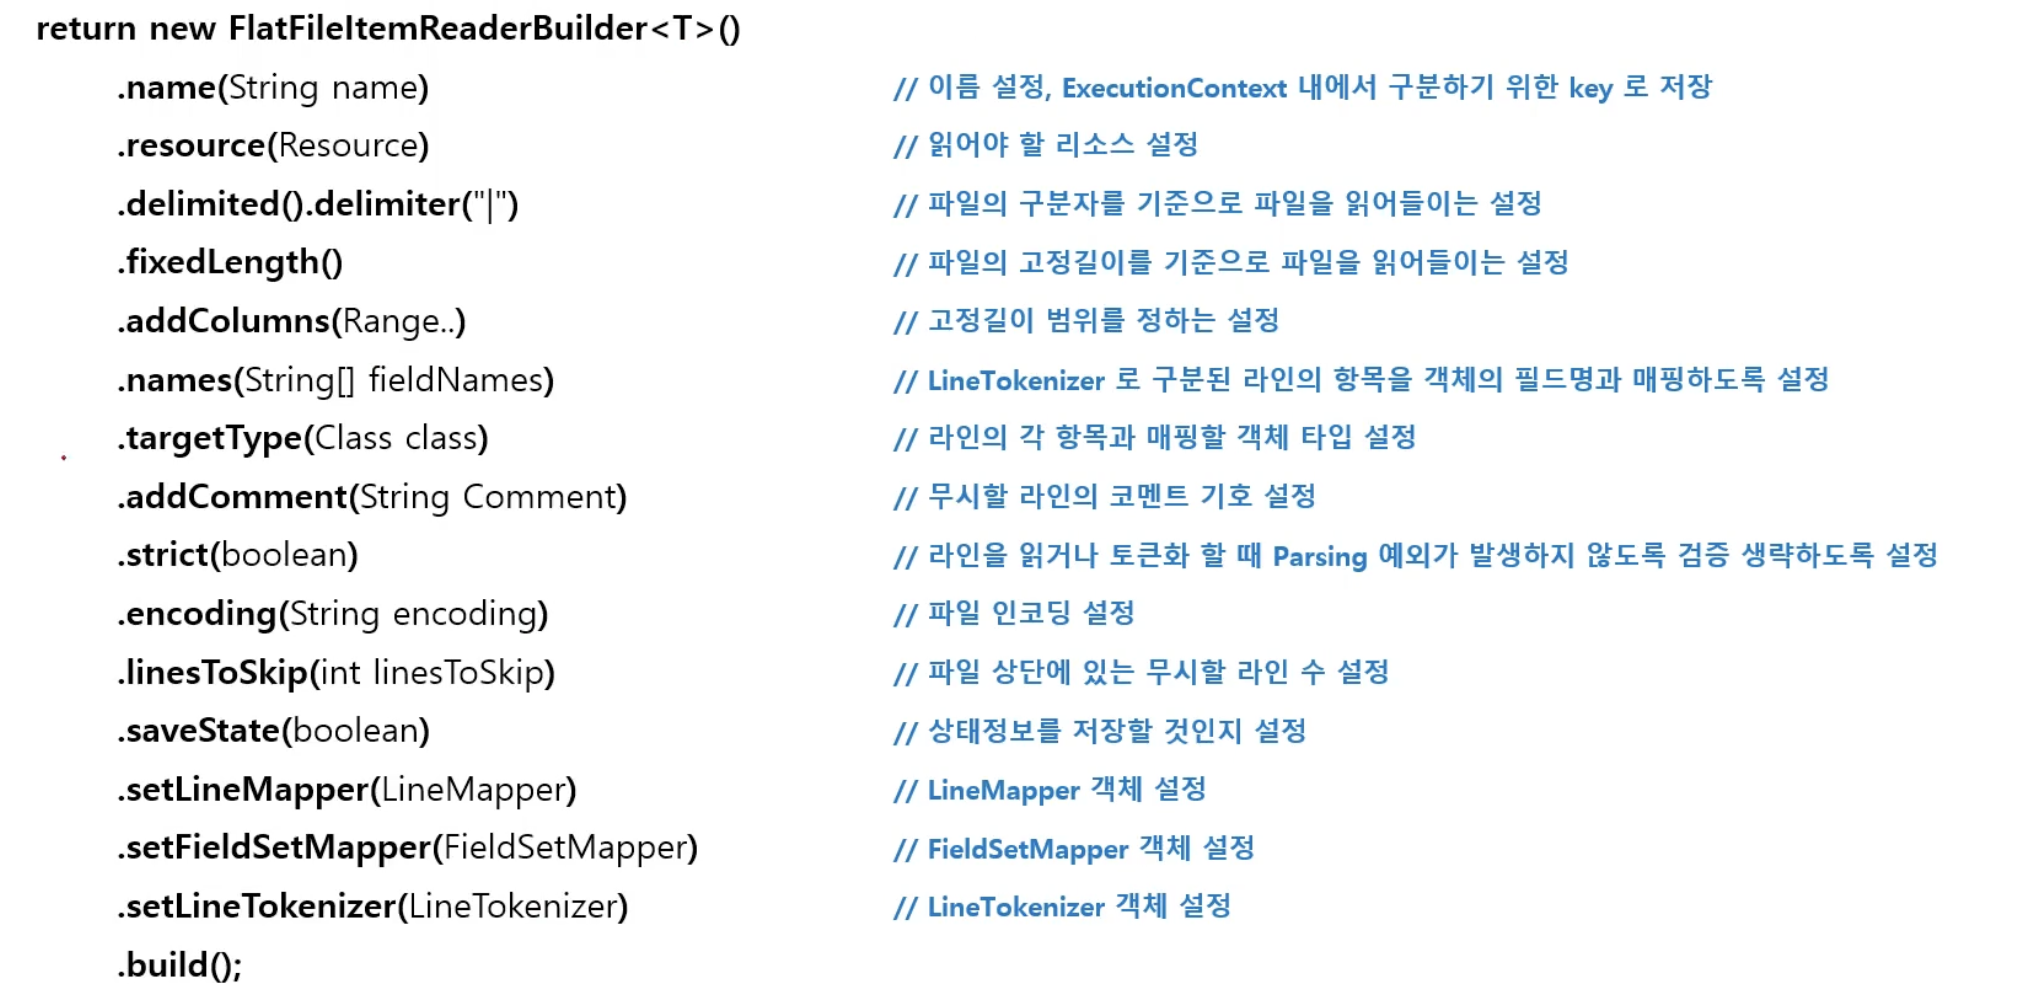 return new FlatFileItemReaderBuilder<T>()
.name(String name) // 이름 설정, ExecutionContext 내에서 구분하기 위한 key 로 저장
.resource(Resource) // 읽어야 할 리소스 설정
.delimited().delimiter("|") // 파일의 구분자를 기준으로 파일을 읽어들이는 설정
.fixedLength() // 파일의 고정길이를 기준으로 파일을 읽어들이는 설정
.addColumns(Range..) // 고정길이 범위를 정하는 설정
.names(String[] fieldNames) // LineTokenizer 로 구분된 라인의 항목을 객체의 필드명과 매핑하도록 설정
.targetType(Class class) // 라인의 각 항목과 매핑할 객체 타입 설정
.addComment(String Comment) // 무시할 라인의 코멘트 기호 설정
.strict(boolean) // 라인을 읽거나 토큰화 할 때 Parsing 예외가 발생하지 않도록 검증 생략하도록 설정
.encoding(String encoding) // 파일 인코딩 설정
.linesToSkip(int linesToSkip) // 파일 상단에 있는 무시할 라인 수 설정
.saveState(boolean) // 상태정보를 저장할 것인지 설정
.setLineMapper(LineMapper) // LineMapper 객체 설정
.setFieldSetMapper(FieldSetMapper) // FieldSetMapper 객체 설정
.setLineTokenizer(LineTokenizer) // LineTokenizer 객체 설정
.build();